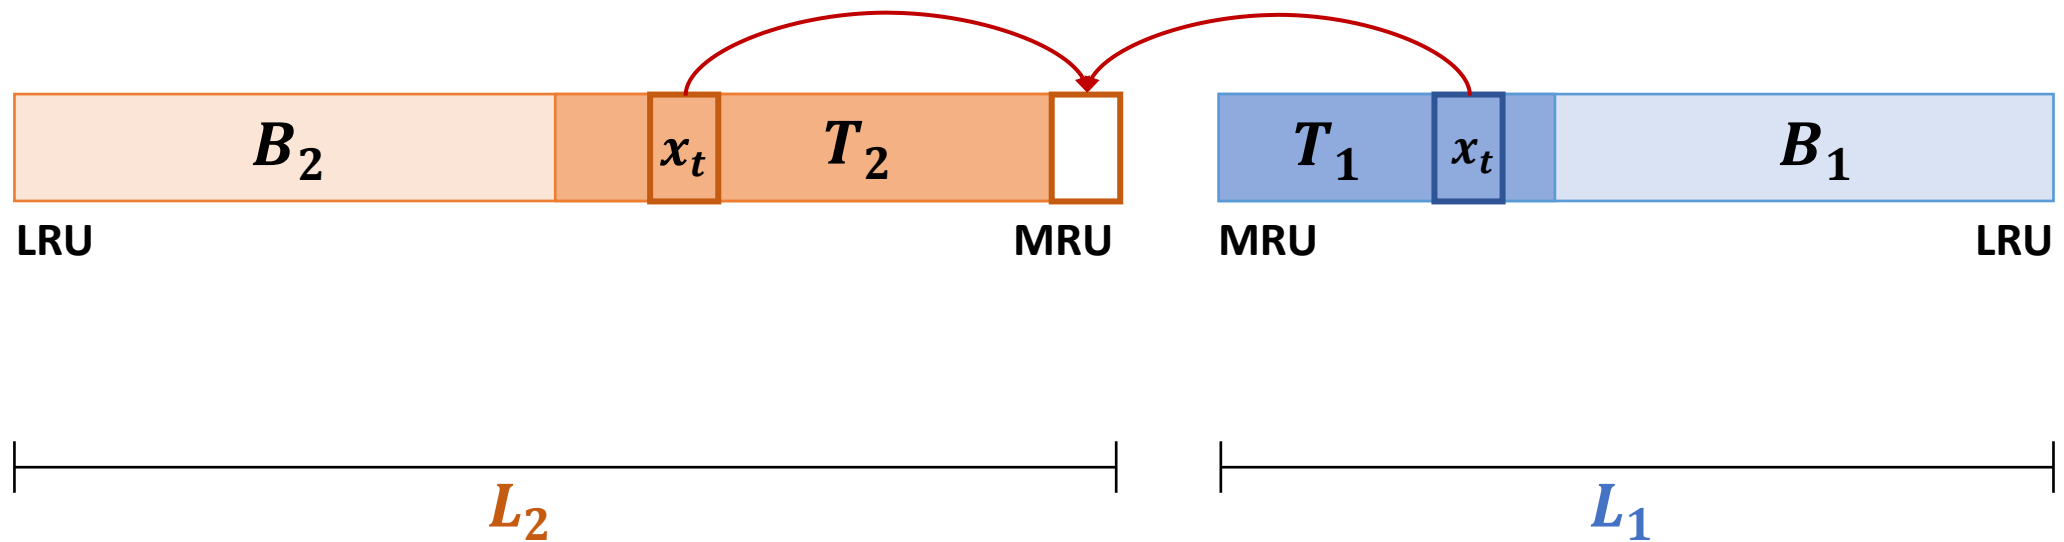 B₂ xₜ T₂ T₁ xₜ B₁
LRU MRU MRU LRU
L₂ L₁